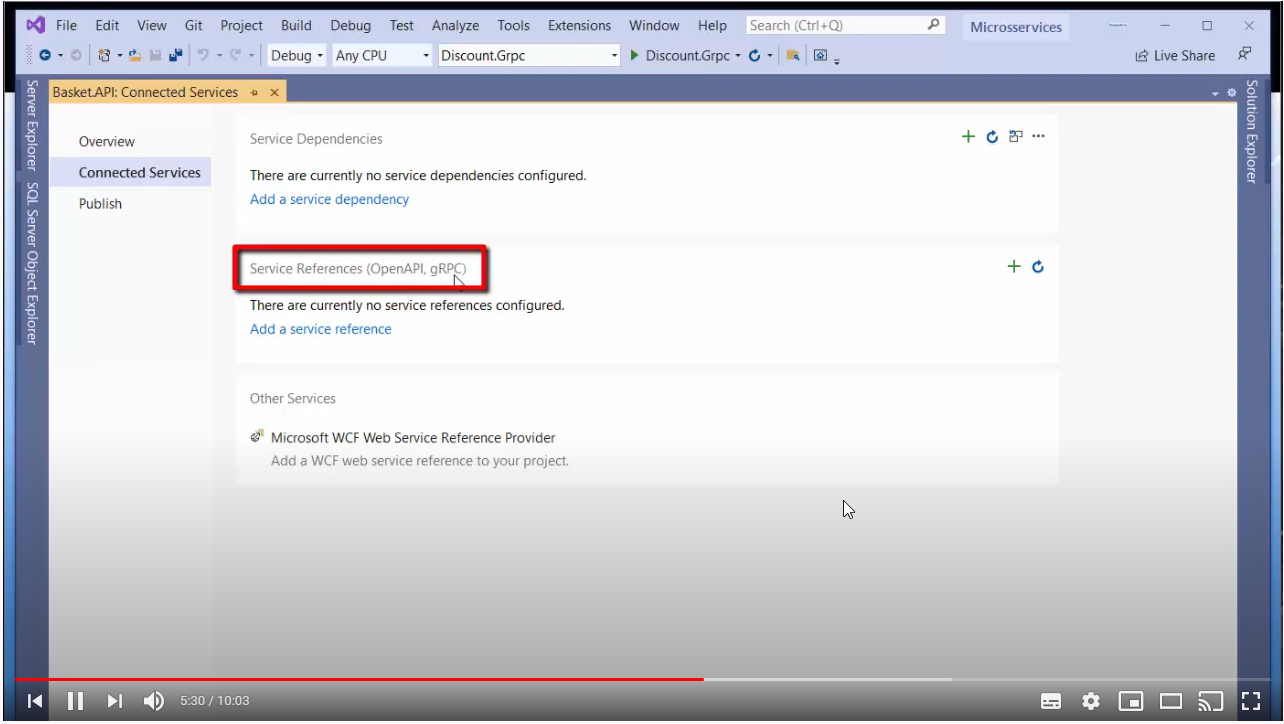 File Edit View Git Project Build Debug Test Analyze Tools Extensions Window Help Search (Ctrl+Q) Microsservices
Debug Any CPU Discount.Grpc Discount.Grpc Live Share
Server Explorer
SQL Server Object Explorer
Basket.API: Connected Services
Solution Explorer
Overview
Connected Services
Publish
Service Dependencies
There are currently no service dependencies configured.
Add a service dependency
Service References (OpenAPI, gRPC)
There are currently no service references configured.
Add a service reference
Other Services
Microsoft WCF Web Service Reference Provider
Add a WCF web service reference to your project.
5:30 / 10:03